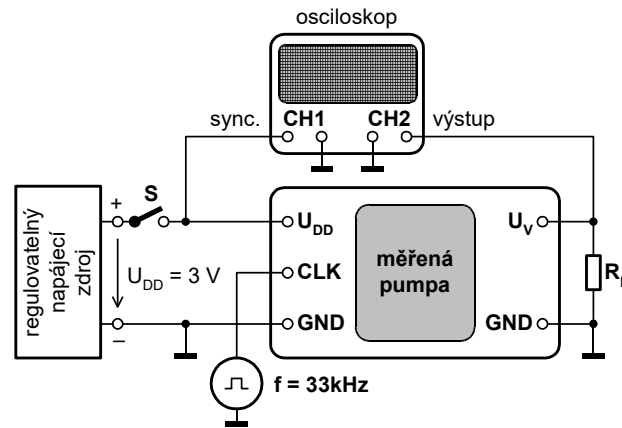 osciloskop
sync.
CH1
CH2
výstup
regulovatelný
napájecí
zdroj
+
S
U_DD = 3 V
–
U_DD
CLK
GND
měřená
pumpa
U_V
GND
f = 33kHz